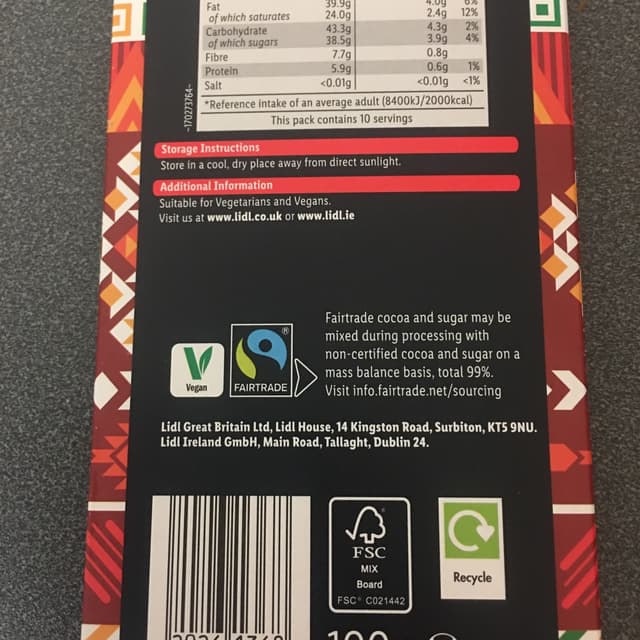 Fat 39.9g 4.0g 6%
of which saturates 24.0g 2.4g 12%
Carbohydrate 43.3g 4.3g 2%
of which sugars 38.5g 3.9g 4%
Fibre 7.7g 0.8g
Protein 5.9g 0.6g 1%
Salt <0.01g <0.01g <1%
*Reference intake of an average adult (8400kJ/2000kcal)
This pack contains 10 servings
-170273764-
Storage Instructions
Store in a cool, dry place away from direct sunlight.
Additional Information
Suitable for Vegetarians and Vegans.
Visit us at www.lidl.co.uk or www.lidl.ie
Fairtrade cocoa and sugar may be
mixed during processing with
non-certified cocoa and sugar on a
mass balance basis, total 99%.
Visit info.fairtrade.net/sourcing
V
Vegan
®
FAIRTRADE
Lidl Great Britain Ltd, Lidl House, 14 Kingston Road, Surbiton, KT5 9NU.
Lidl Ireland GmbH, Main Road, Tallaght, Dublin 24.
FSC
MIX
Board
FSC® C021442
Recycle